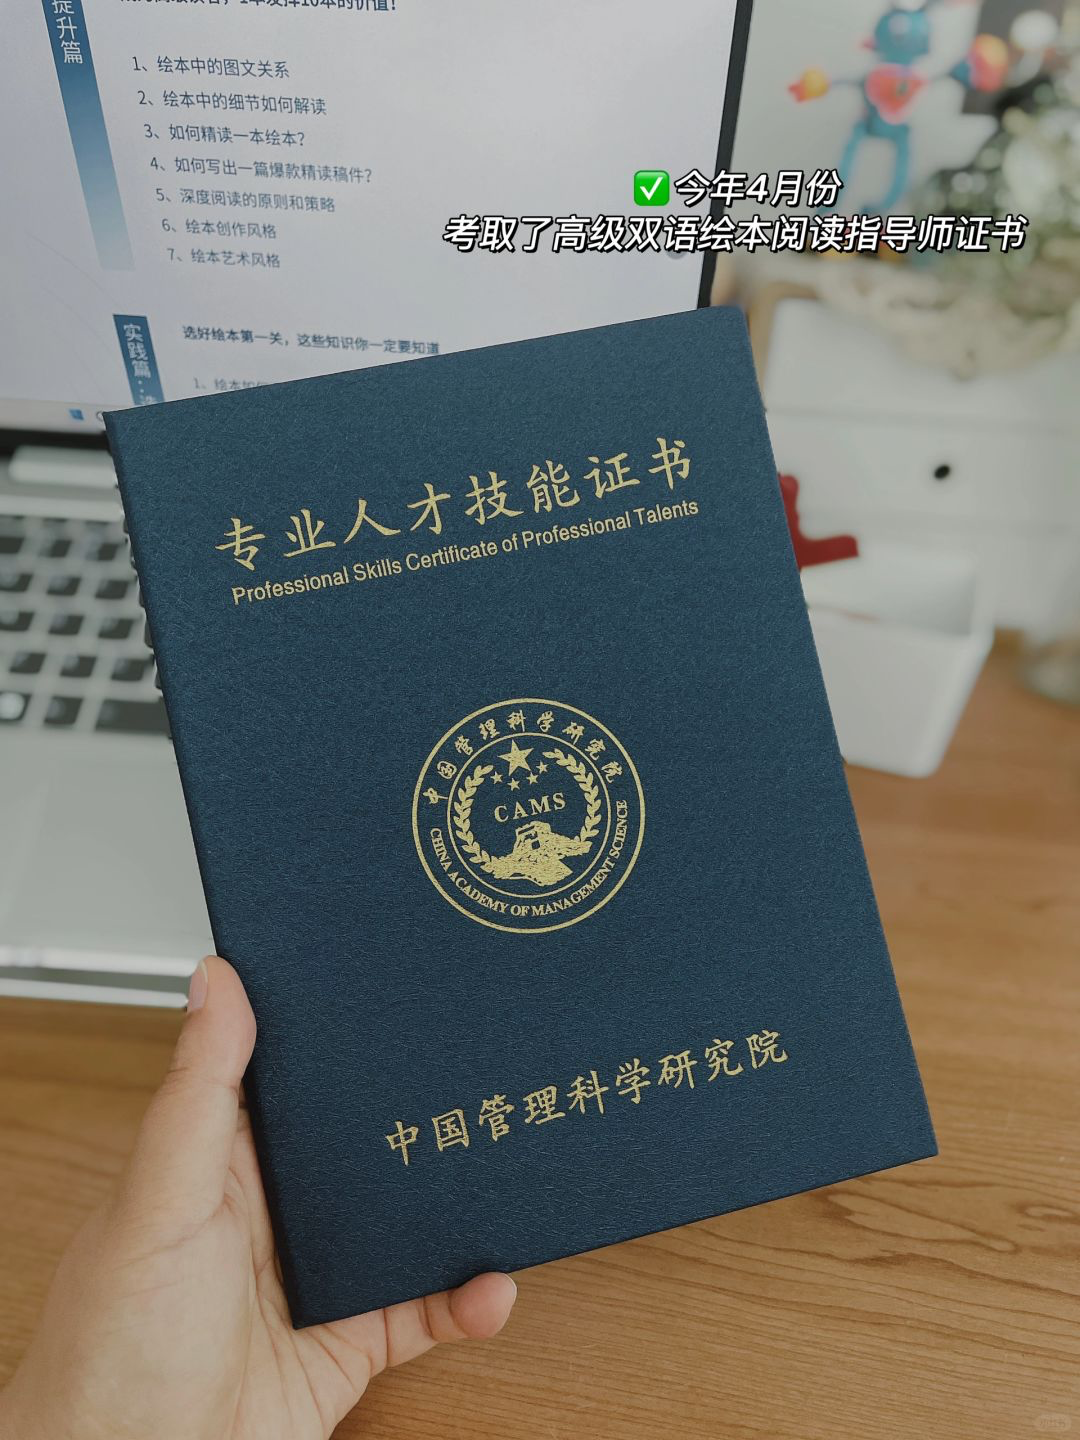 提升篇
1、绘本中的图文关系
2、绘本中的细节如何解读
3、如何精读一本绘本?
4、如何写出一篇爆款精读稿件?
5、深度阅读的原则和策略
6、绘本创作风格
7、绘本艺术风格
✅今年4月份
考取了高级双语绘本阅读指导师证书
实践篇:
选好绘本第一关，这些知识你一定要知道
1、绘本如何
专业人才技能证书
Professional Skills Certificate of Professional Talents
中国管理科学研究院
CAMS
CHINA ACADEMY OF MANAGEMENT SCIENCE
中国管理科学研究院
小红书